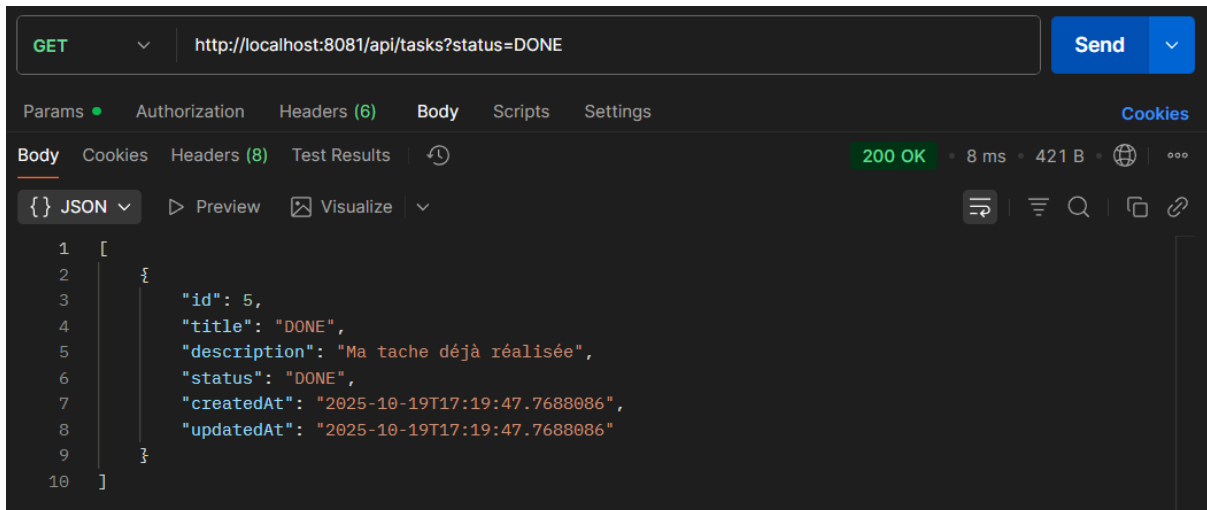 GET http://localhost:8081/api/tasks?status=DONE Send
Params Authorization Headers (6) Body Scripts Settings Cookies
Body Cookies Headers (8) Test Results 200 OK 8 ms 421 B
{} JSON Preview Visualize
1 [
2 {
3 "id": 5,
4 "title": "DONE",
5 "description": "Ma tache déjà réalisée",
6 "status": "DONE",
7 "createdAt": "2025-10-19T17:19:47.7688086",
8 "updatedAt": "2025-10-19T17:19:47.7688086"
9 }
10 ]